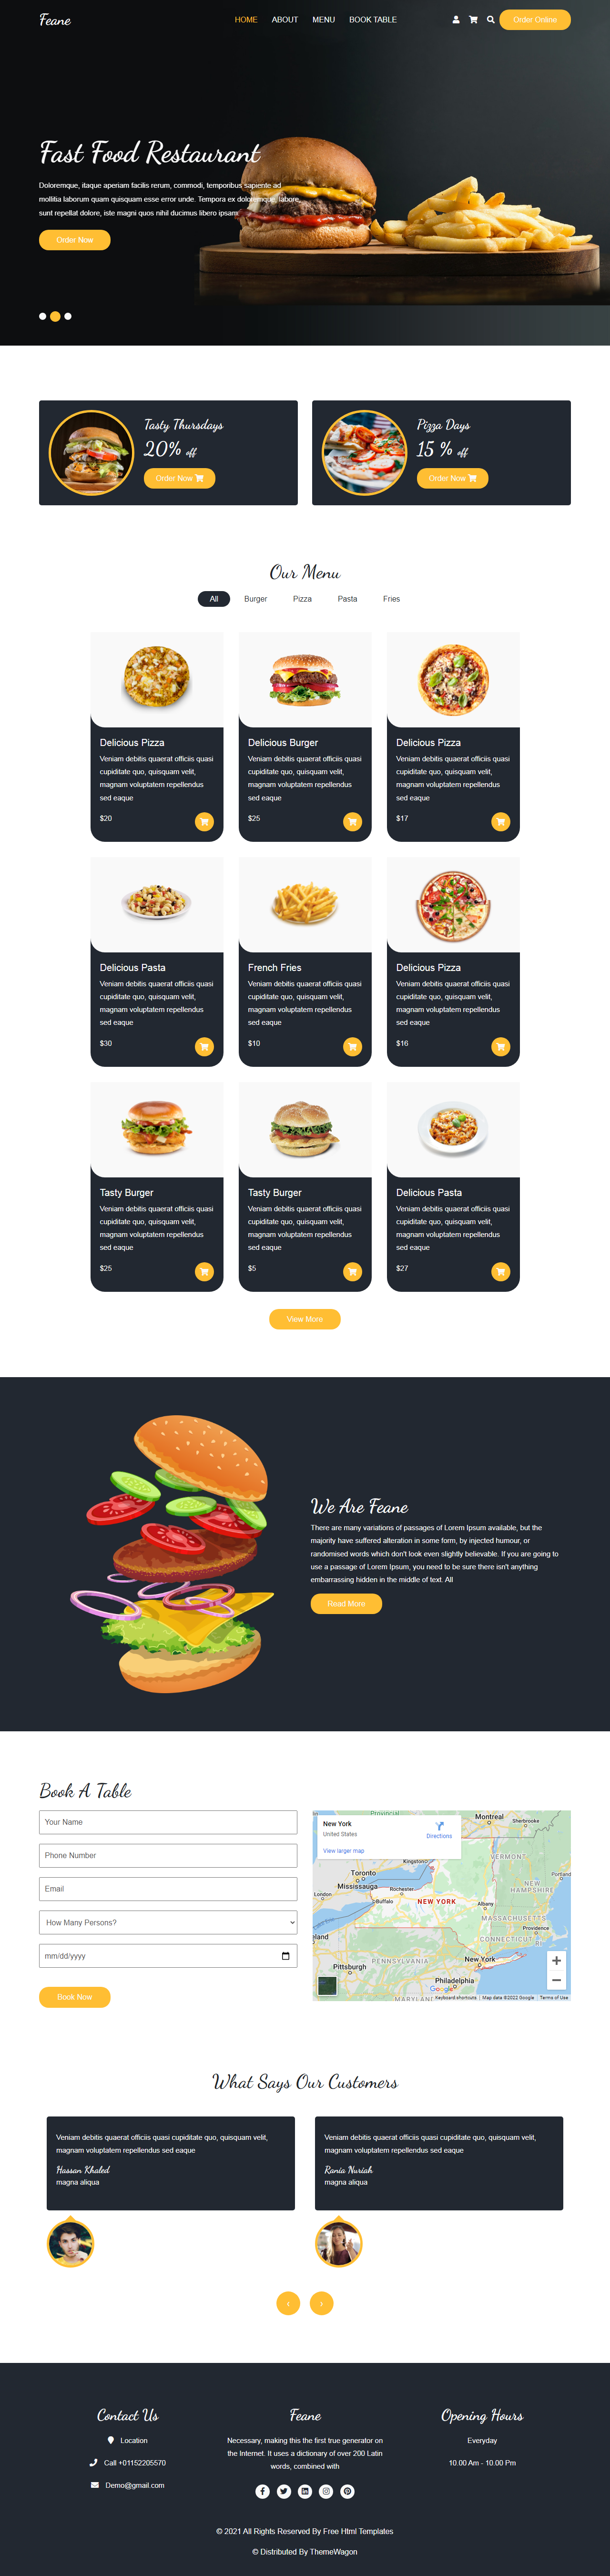 Feane
HOME ABOUT MENU BOOK TABLE
Order Online
Fast Food Restaurant
Doloremque, itaque aperiam facilis rerum, commodi, temporibus sapiente ad
mollitia laborum quam quisquam esse error unde. Tempora ex doloremque, labore,
sunt repellat dolore, iste magni quos nihil ducimus libero ipsam.
Order Now
Tasty Thursdays
20% off
Order Now
Pizza Days
15 % off
Order Now
Our Menu
All Burger Pizza Pasta Fries
Delicious Pizza
Veniam debitis quaerat officiis quasi
cupiditate quo, quisquam velit,
magnam voluptatem repellendus
sed eaque
$20
Delicious Burger
Veniam debitis quaerat officiis quasi
cupiditate quo, quisquam velit,
magnam voluptatem repellendus
sed eaque
$25
Delicious Pizza
Veniam debitis quaerat officiis quasi
cupiditate quo, quisquam velit,
magnam voluptatem repellendus
sed eaque
$17
Delicious Pasta
Veniam debitis quaerat officiis quasi
cupiditate quo, quisquam velit,
magnam voluptatem repellendus
sed eaque
$30
French Fries
Veniam debitis quaerat officiis quasi
cupiditate quo, quisquam velit,
magnam voluptatem repellendus
sed eaque
$10
Delicious Pizza
Veniam debitis quaerat officiis quasi
cupiditate quo, quisquam velit,
magnam voluptatem repellendus
sed eaque
$16
Tasty Burger
Veniam debitis quaerat officiis quasi
cupiditate quo, quisquam velit,
magnam voluptatem repellendus
sed eaque
$25
Tasty Burger
Veniam debitis quaerat officiis quasi
cupiditate quo, quisquam velit,
magnam voluptatem repellendus
sed eaque
$5
Delicious Pasta
Veniam debitis quaerat officiis quasi
cupiditate quo, quisquam velit,
magnam voluptatem repellendus
sed eaque
$27
View More
We Are Feane
There are many variations of passages of Lorem Ipsum available, but the
majority have suffered alteration in some form, by injected humour, or
randomised words which don't look even slightly believable. If you are going to
use a passage of Lorem Ipsum, you need to be sure there isn't anything
embarrassing hidden in the middle of text. All
Read More
Book A Table
Your Name
Phone Number
Email
How Many Persons?
mm/dd/yyyy
Book Now
New York
United States
Directions
View larger map
Provincial
Montreal
Sherbrooke
Kingston
VERMONT
Toronto
Mississauga
Rochester
NEW HAMPSHIRE
Portland
London
Buffalo
NEW YORK
Albany
MASSACHUSETTS
Providence
CONNECTICUT
RI
eland
PENNSYLVANIA
New York
Pittsburgh
Philadelphia
MARYLAND
Google
Keyboard shortcuts Map data ©2022 Google Terms of Use
What Says Our Customers
Veniam debitis quaerat officiis quasi cupiditate quo, quisquam velit,
magnam voluptatem repellendus sed eaque
Hassan Khaled
magna aliqua
Veniam debitis quaerat officiis quasi cupiditate quo, quisquam velit,
magnam voluptatem repellendus sed eaque
Rania Nuriah
magna aliqua
Contact Us
Location
Call +01152205570
Demo@gmail.com
Feane
Necessary, making this the first true generator on
the Internet. It uses a dictionary of over 200 Latin
words, combined with
Opening Hours
Everyday
10.00 Am - 10.00 Pm
© 2021 All Rights Reserved By Free Html Templates
© Distributed By ThemeWagon